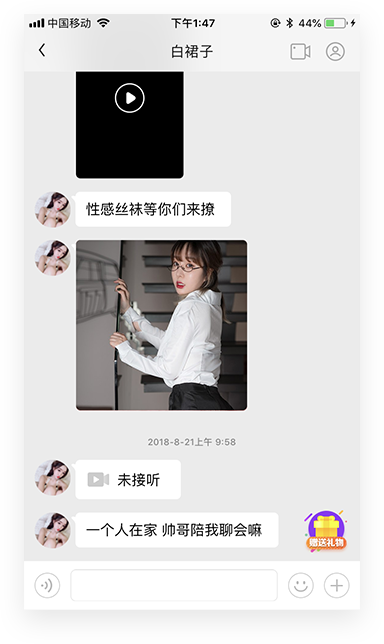 中国移动
下午1:47
44%
白裙子
性感丝袜等你们来撩
2018-8-21上午 9:58
未接听
一个人在家 帅哥陪我聊会嘛
赠送礼物